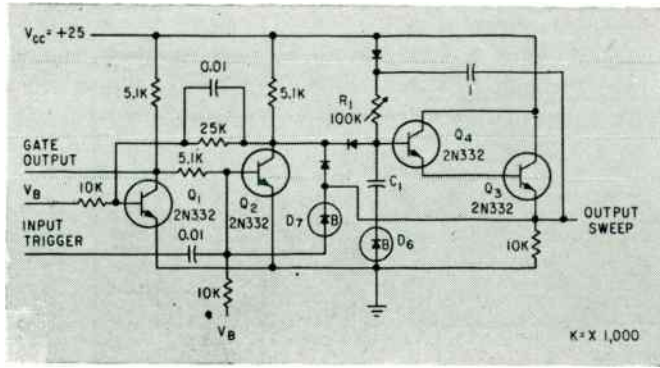 VCC = +25
0.01
5.1K
5.1K
R1
100K
1
25K
Q4
2N332
GATE
OUTPUT
5.1K
C1
VB
10K
Q1
2N332
Q2
2N332
Q3
2N332
D7
B
OUTPUT
SWEEP
INPUT
TRIGGER
0.01
D6
B
10K
10K
VB
K = X 1,000